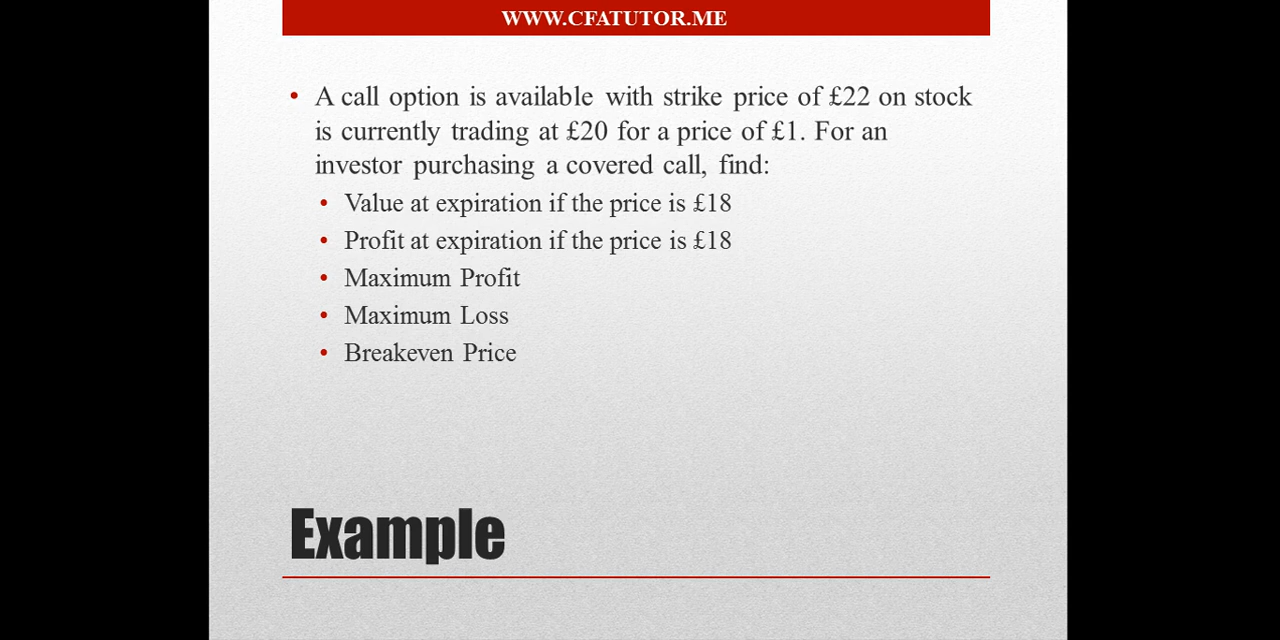 WWW.CFATUTOR.ME
• A call option is available with strike price of £22 on stock
is currently trading at £20 for a price of £1. For an
investor purchasing a covered call, find:
• Value at expiration if the price is £18
• Profit at expiration if the price is £18
• Maximum Profit
• Maximum Loss
• Breakeven Price
Example